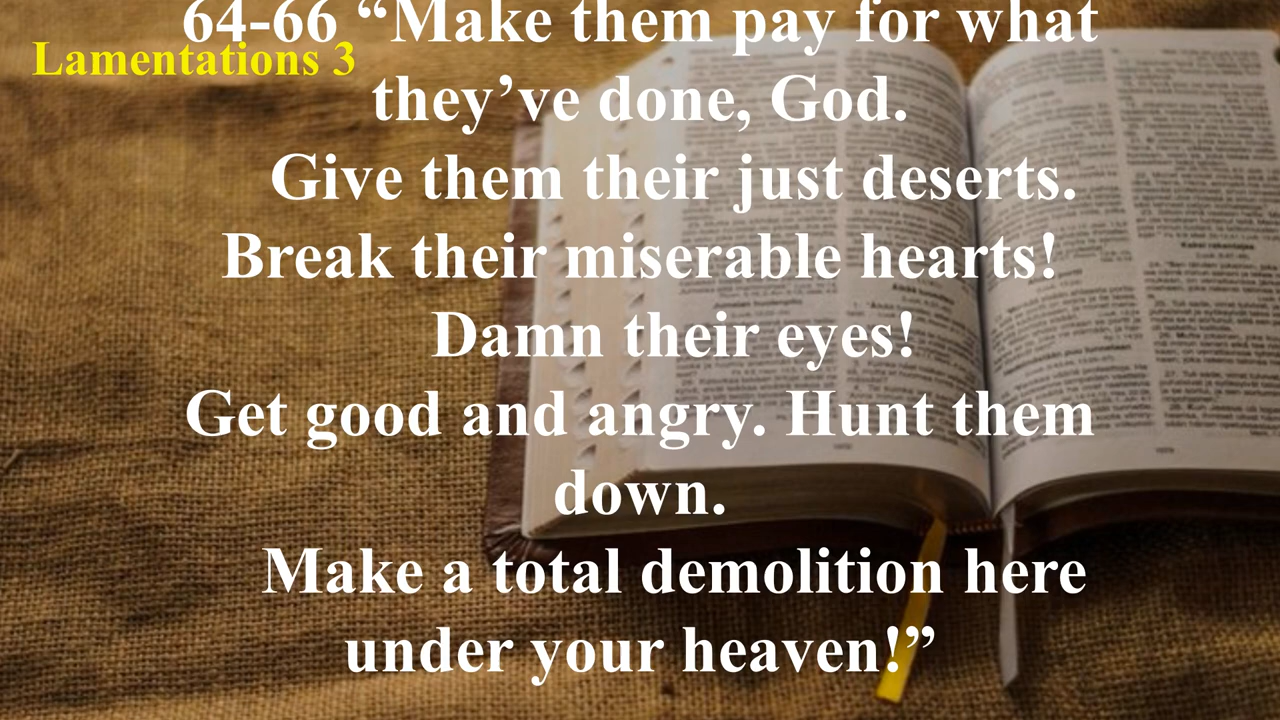 64-66 “Make them pay for what
Lamentations 3
they’ve done, God.
Give them their just deserts.
Break their miserable hearts!
Damn their eyes!
Get good and angry. Hunt them
down.
Make a total demolition here
under your heaven!”